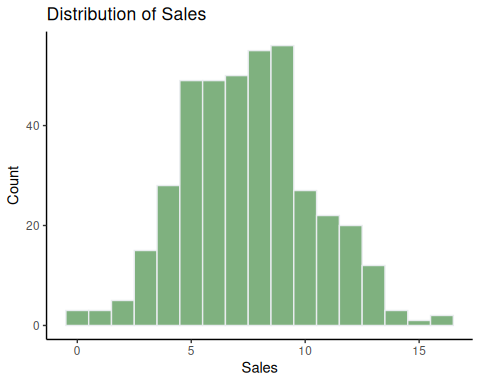 Distribution of Sales
Count
40
20
0
0 5 10 15
Sales